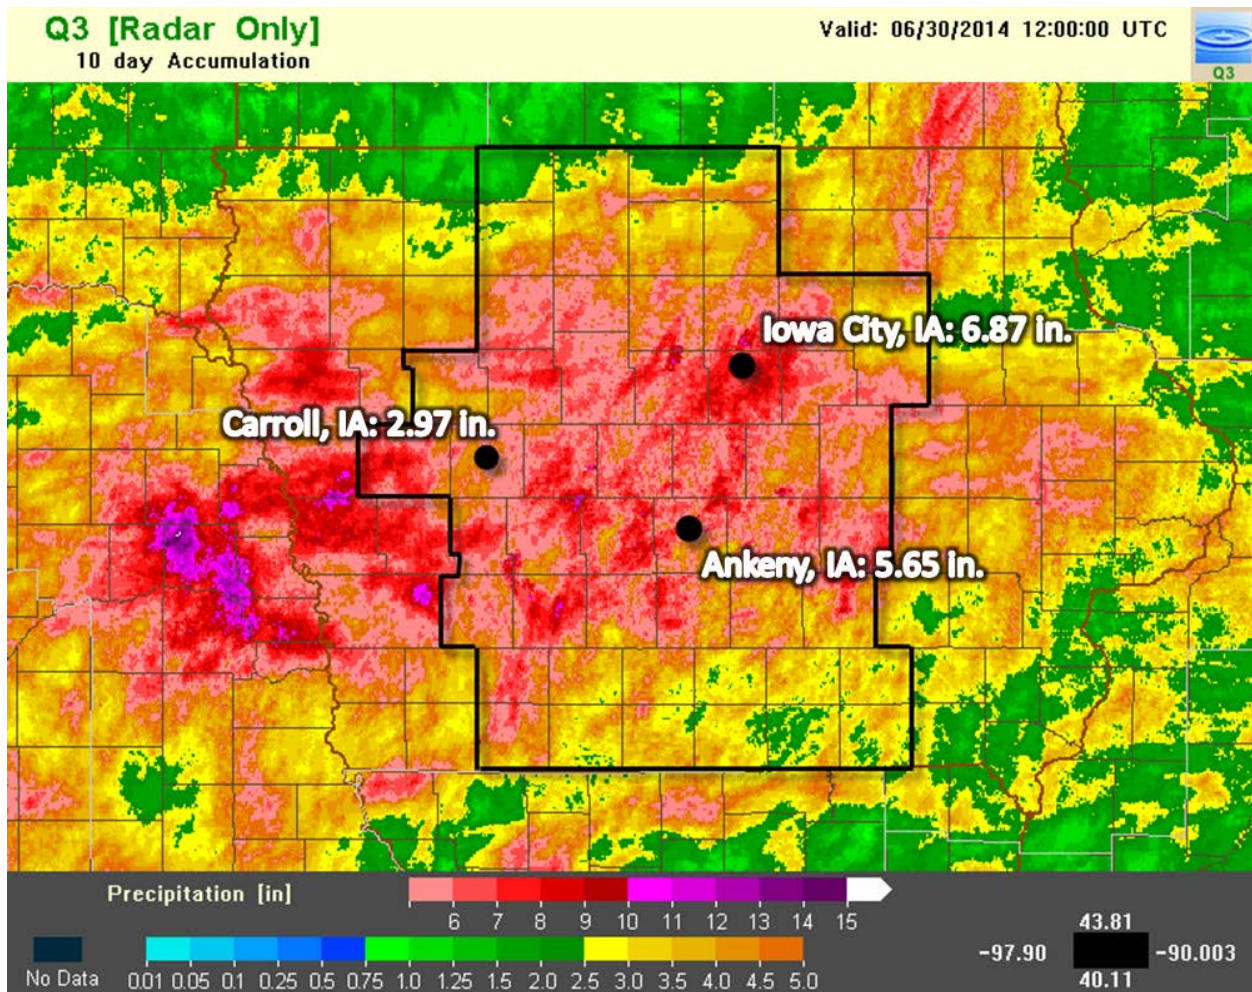 Q3 [Radar Only]
10 day Accumulation
Valid: 06/30/2014 12:00:00 UTC
Q3
Iowa City, IA: 6.87 in.
Carroll, IA: 2.97 in.
Ankeny, IA: 5.65 in.
Precipitation [in]
6 7 8 9 10 11 12 13 14 15
No Data
0.01 0.05 0.1 0.25 0.5 0.75 1.0 1.25 1.5 2.0 2.5 3.0 3.5 4.0 4.5 5.0
43.81
-97.90 -90.003
40.11